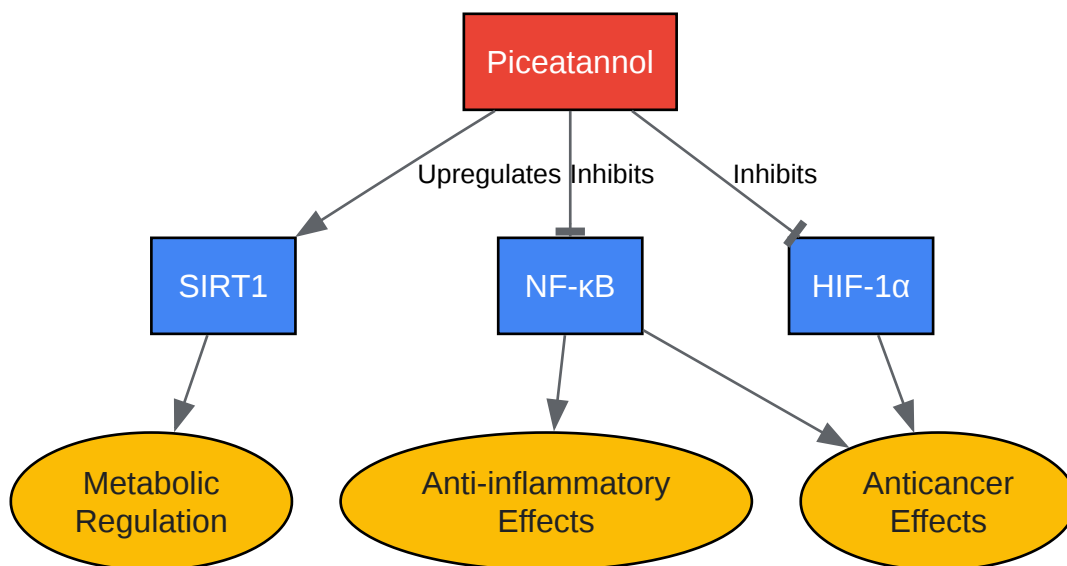 Piceatannol
Upregulates
Inhibits
Inhibits
SIRT1
NF-κB
HIF-1α
Metabolic
Regulation
Anti-inflammatory
Effects
Anticancer
Effects